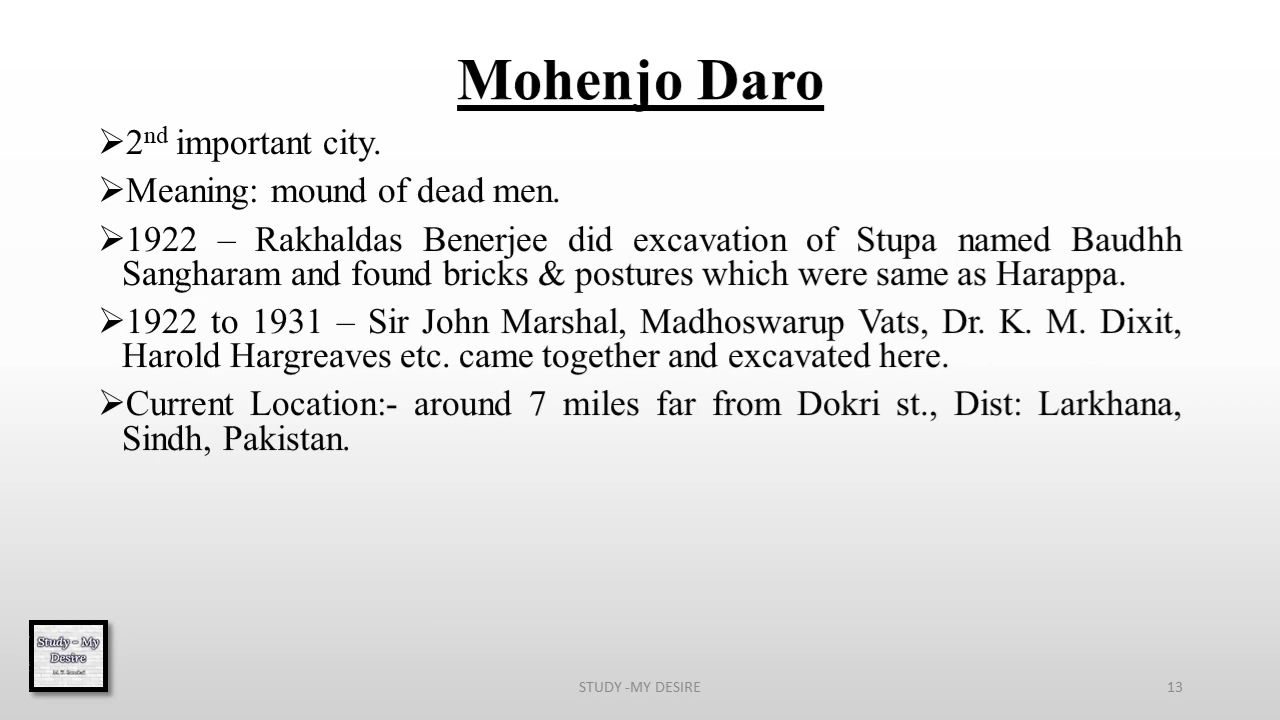 Mohenjo Daro
➢2nd important city.
➢Meaning: mound of dead men.
➢1922 – Rakhaldas Benerjee did excavation of Stupa named Baudhh
Sangharam and found bricks & postures which were same as Harappa.
➢1922 to 1931 – Sir John Marshal, Madhoswarup Vats, Dr. K. M. Dixit,
Harold Hargreaves etc. came together and excavated here.
➢Current Location:- around 7 miles far from Dokri st., Dist: Larkhana,
Sindh, Pakistan.
Study – My
Desire
STUDY -MY DESIRE
13